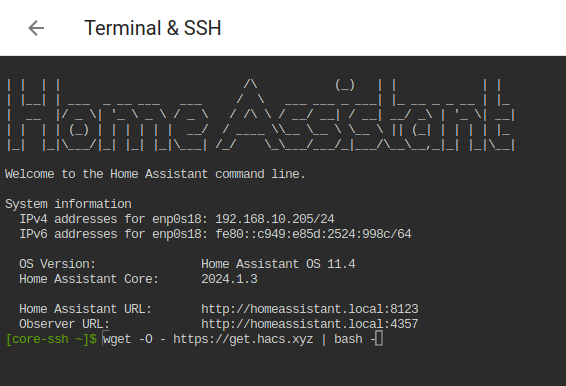 Terminal & SSH
Home Assistant
Welcome to the Home Assistant command line.
System information
IPv4 addresses for enp0s18: 192.168.10.205/24
IPv6 addresses for enp0s18: fe80::c949:e85d:2524:998c/64
OS Version: Home Assistant OS 11.4
Home Assistant Core: 2024.1.3
Home Assistant URL: http://homeassistant.local:8123
Observer URL: http://homeassistant.local:4357
[core-ssh ~]$ wget -O - https://get.hacs.xyz | bash -